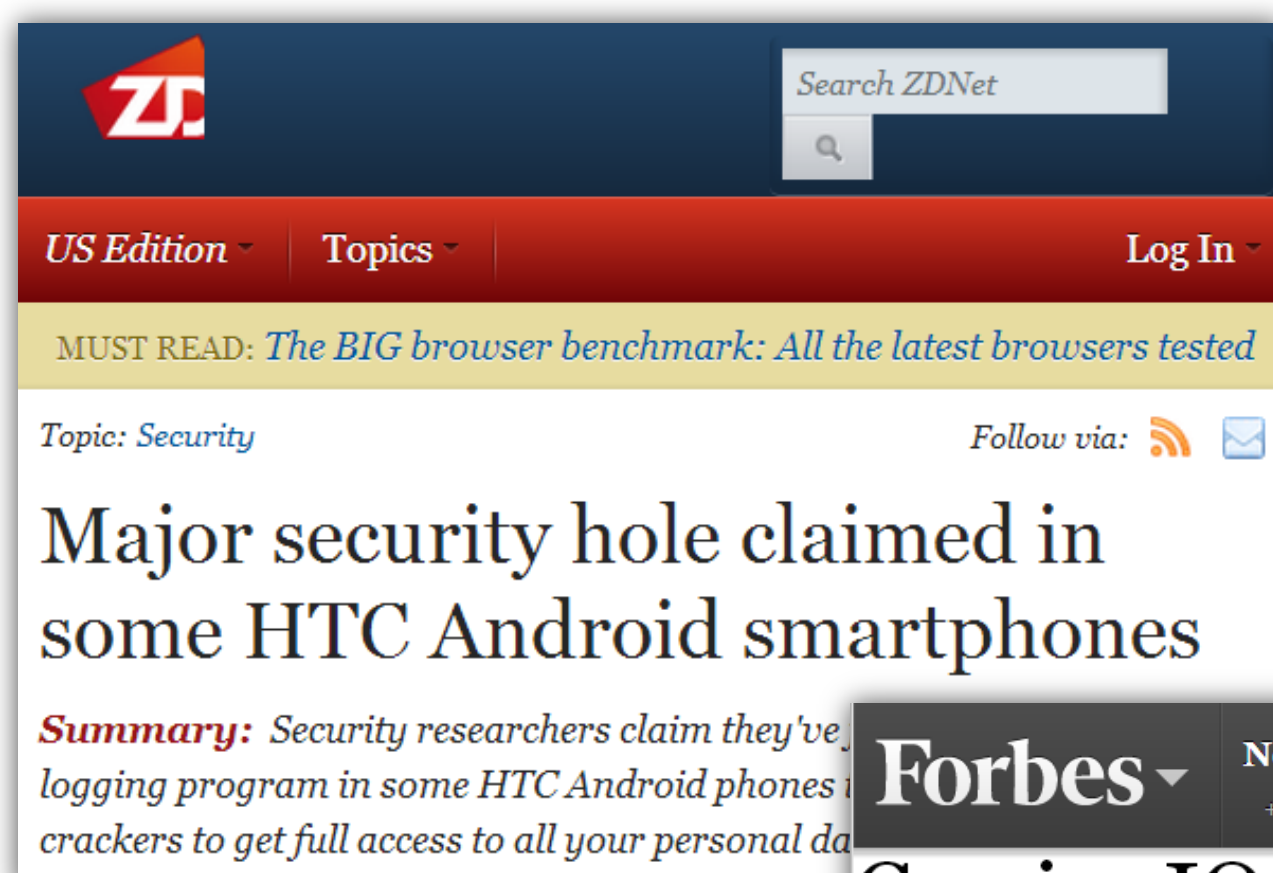 ZD
Search ZDNet
US Edition Topics Log In
MUST READ: The BIG browser benchmark: All the latest browsers tested
Topic: Security Follow via:
Major security hole claimed in
some HTC Android smartphones
Summary: Security researchers claim they've
logging program in some HTC Android phones
crackers to get full access to all your personal da
Forbes